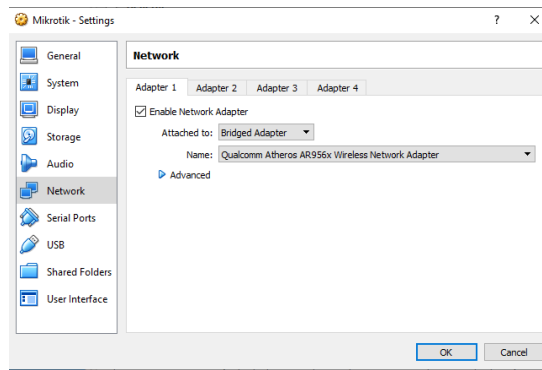 Mikrotik - Settings ? ×
General
System
Display
Storage
Audio
Network
Serial Ports
USB
Shared Folders
User Interface
Network
Adapter 1 Adapter 2 Adapter 3 Adapter 4
Enable Network Adapter
Attached to: Bridged Adapter
Name: Qualcomm Atheros AR956x Wireless Network Adapter
Advanced
OK Cancel